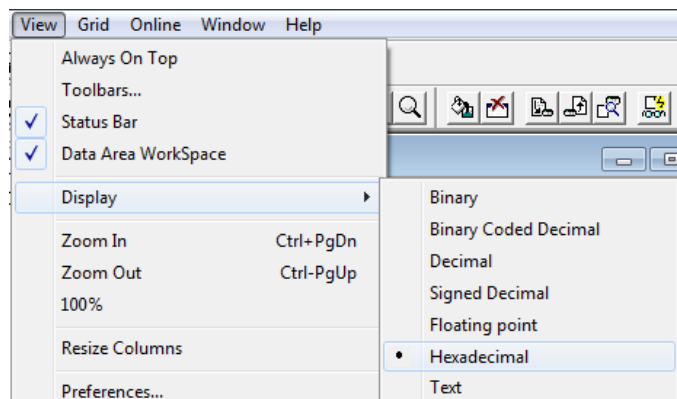 View Grid Online Window Help
Always On Top
Toolbars...
Status Bar
Data Area WorkSpace
Display
Zoom In Ctrl+PgDn
Zoom Out Ctrl-PgUp
100%
Resize Columns
Preferences...
Binary
Binary Coded Decimal
Decimal
Signed Decimal
Floating point
Hexadecimal
Text